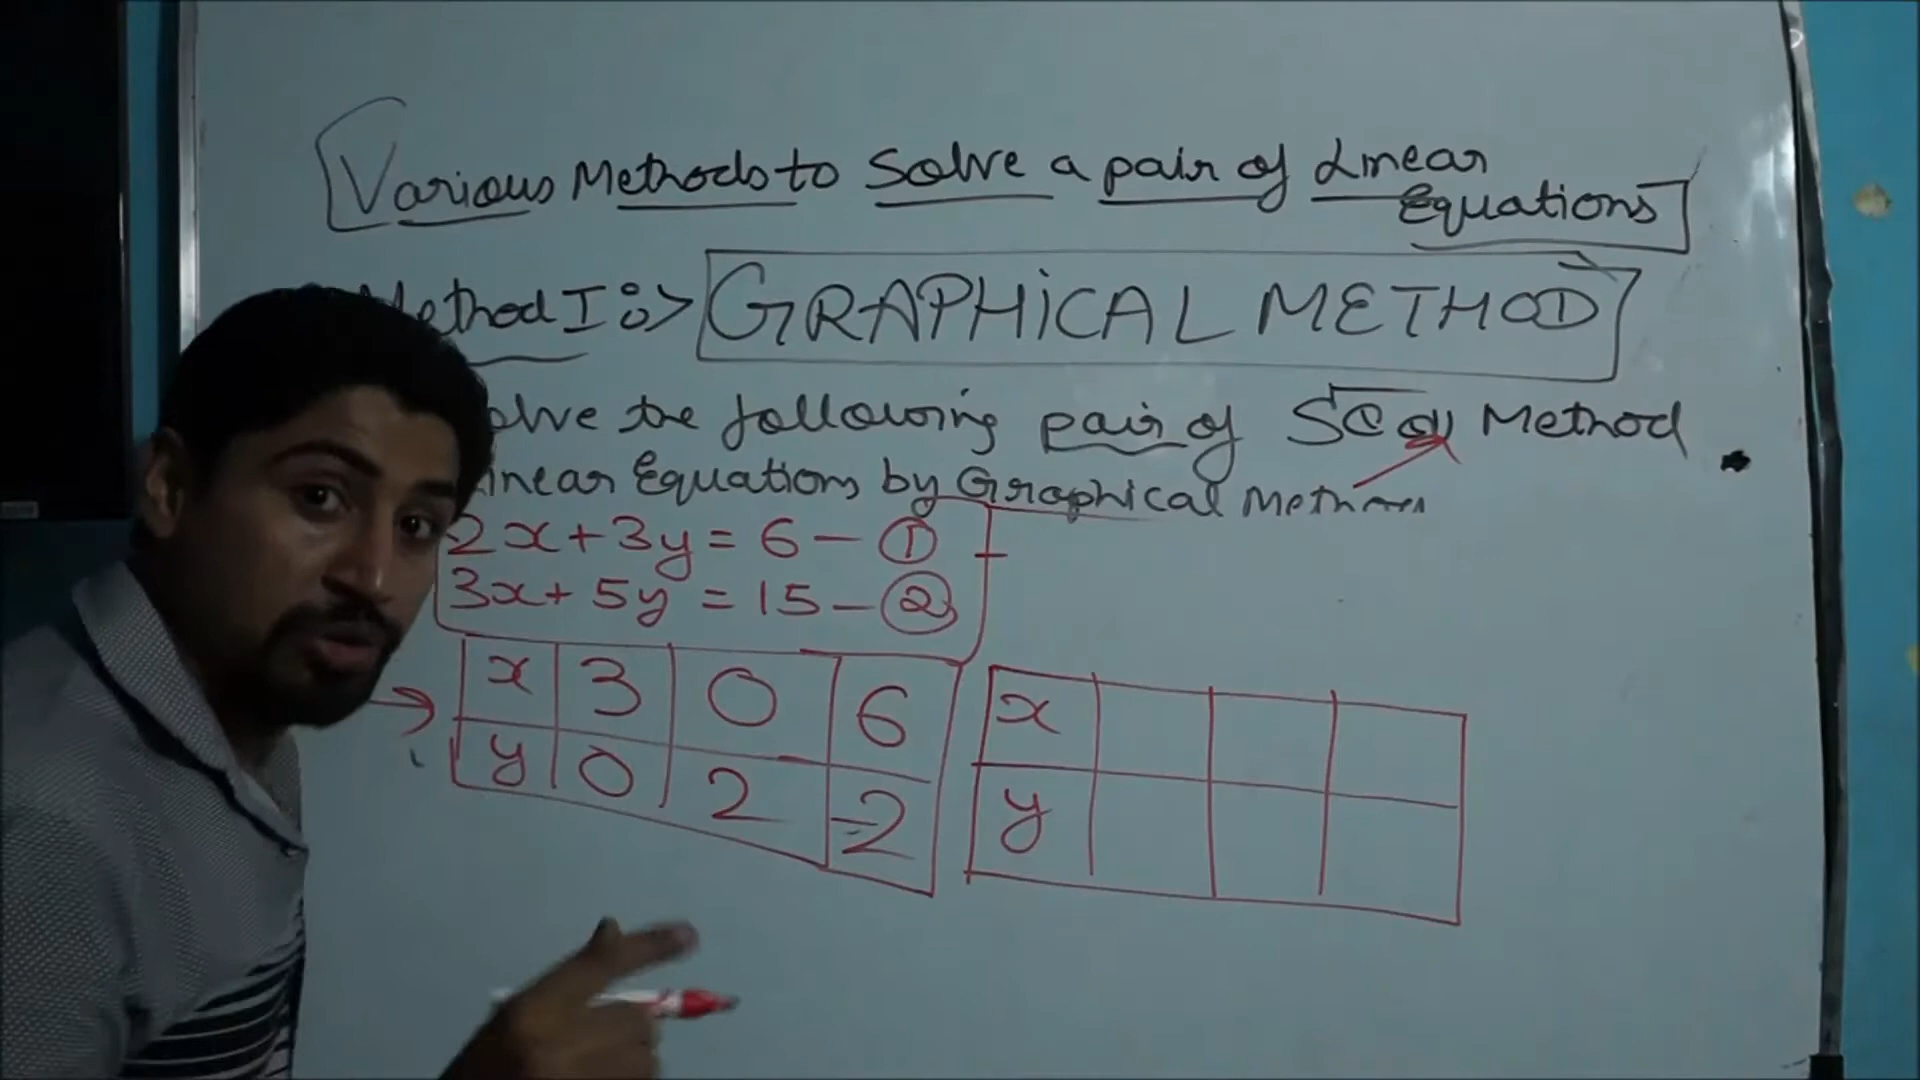 Various Methods to Solve a pair of Linear
Equations
Method I :> GRAPHiCAL METHOD
olve the following pair of Method
Linear Equations by Graphical
2x + 3y = 6 - ①
3x + 5y = 15 - ②
x 3 0 6 x
y 0 2 -2 y